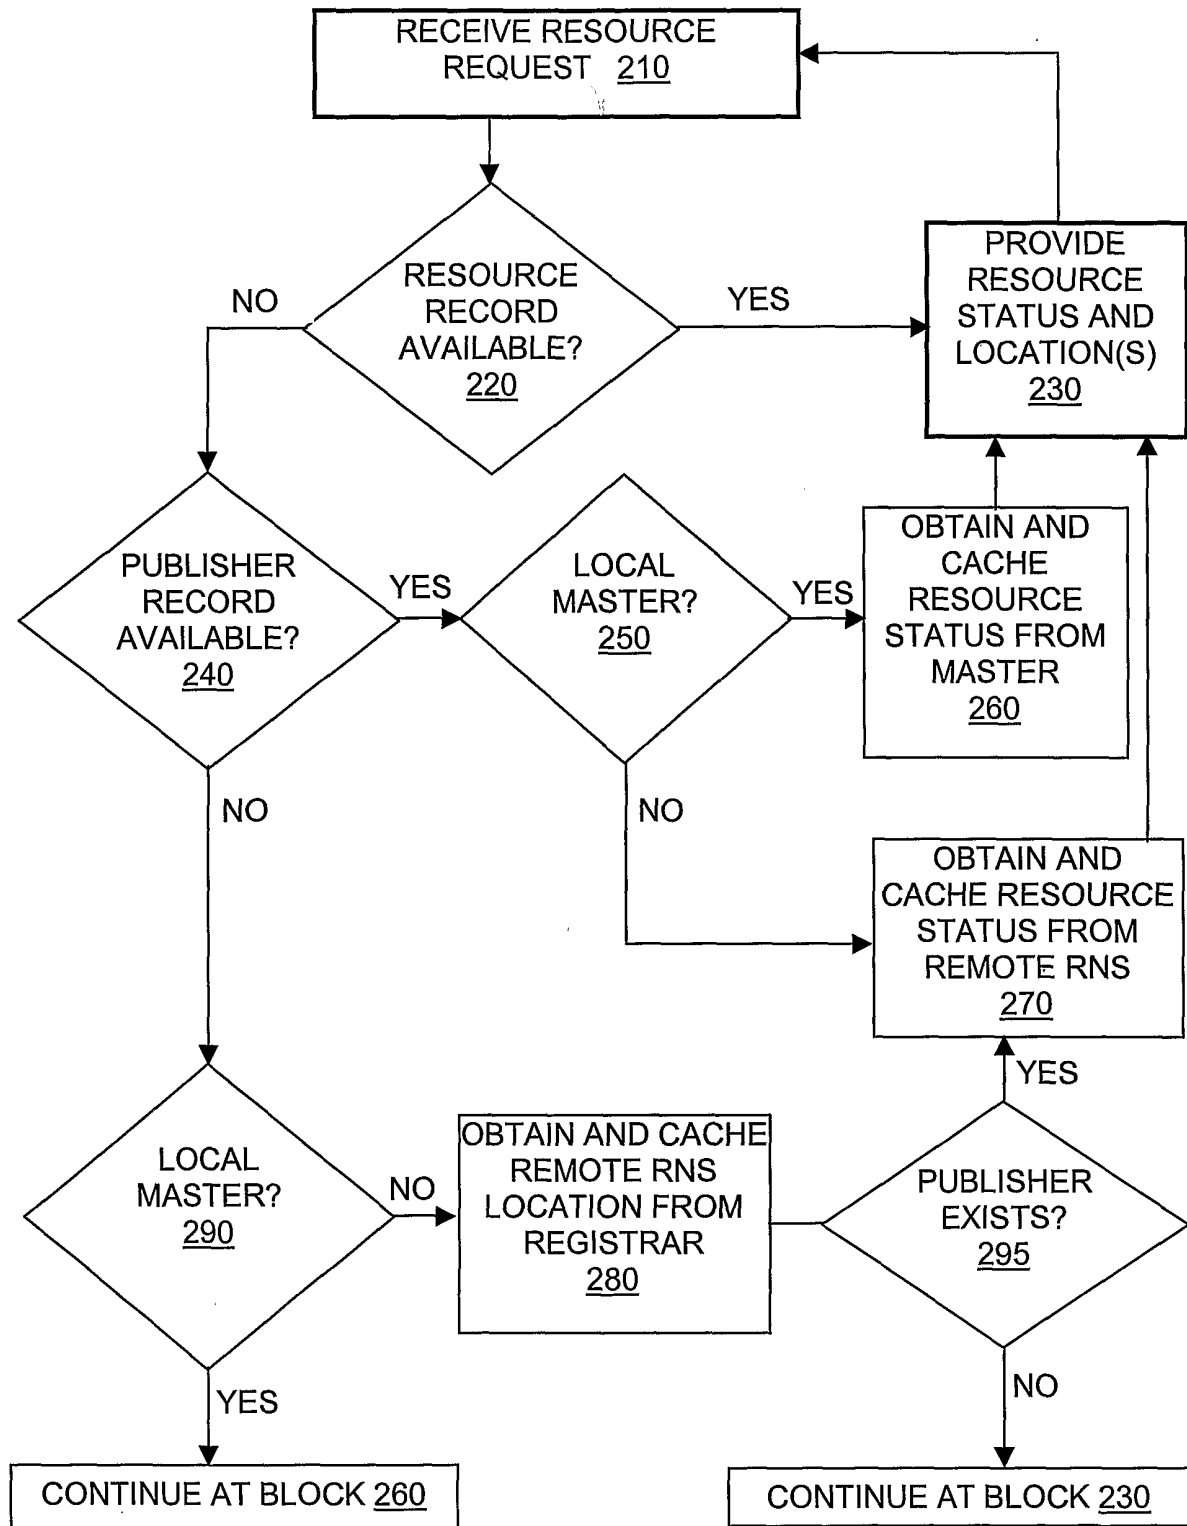 RECEIVE RESOURCE
REQUEST 210
RESOURCE
RECORD
AVAILABLE?
220
NO
YES
PROVIDE
RESOURCE
STATUS AND
LOCATION(S)
230
PUBLISHER
RECORD
AVAILABLE?
240
YES
LOCAL
MASTER?
250
YES
OBTAIN AND
CACHE
RESOURCE
STATUS FROM
MASTER
260
NO
NO
OBTAIN AND
CACHE RESOURCE
STATUS FROM
REMOTE RNS
270
YES
LOCAL
MASTER?
290
NO
OBTAIN AND CACHE
REMOTE RNS
LOCATION FROM
REGISTRAR
280
PUBLISHER
EXISTS?
295
YES
NO
CONTINUE AT BLOCK 260
CONTINUE AT BLOCK 230